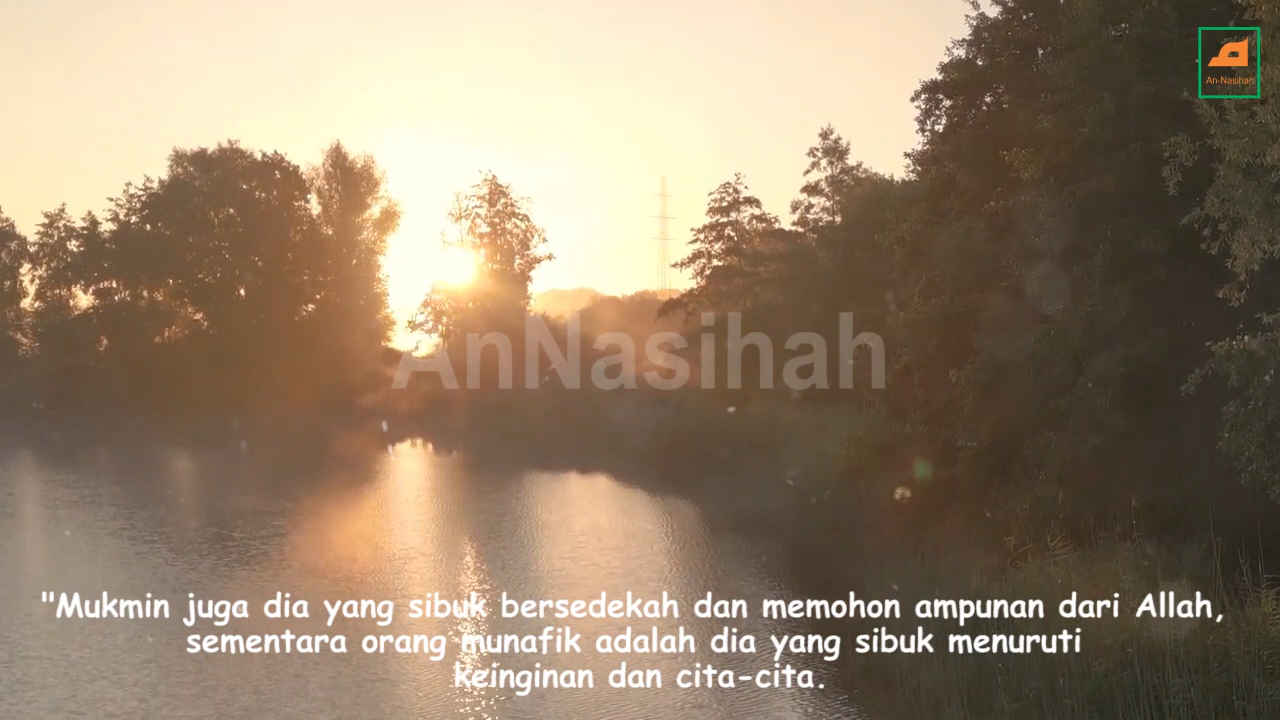 An-Nasihah
AnNasihah
"Mukmin juga dia yang sibuk bersedekah dan memohon ampunan dari Allah,
sementara orang munafik adalah dia yang sibuk menuruti
keinginan dan cita-cita.